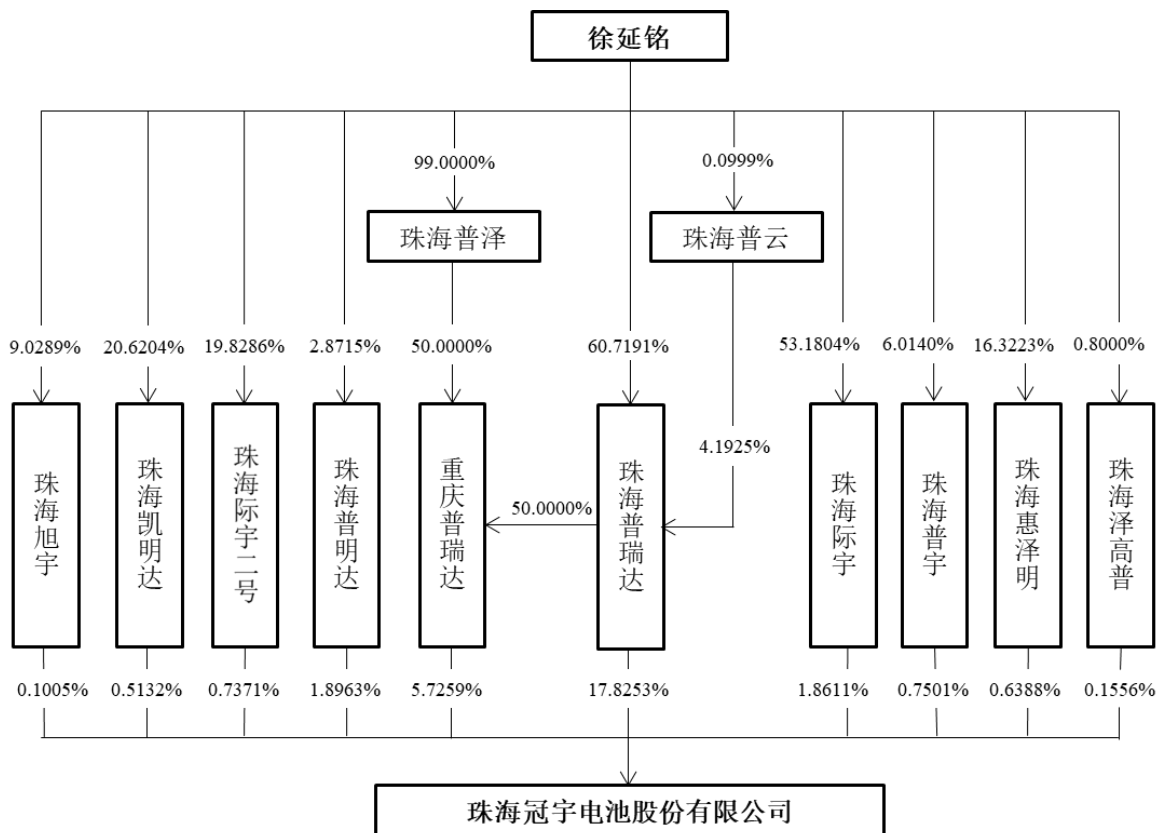 徐延铭
99.0000%
0.0999%
珠海普泽
珠海普云
9.0289%
20.6204%
19.8286%
2.8715%
50.0000%
60.7191%
53.1804%
6.0140%
16.3223%
0.8000%
4.1925%
50.0000%
珠海旭宇
珠海凯明达
珠海际宇二号
珠海普明达
重庆普瑞达
珠海普瑞达
珠海际宇
珠海普宇
珠海惠泽明
珠海泽高普
0.1005%
0.5132%
0.7371%
1.8963%
5.7259%
17.8253%
1.8611%
0.7501%
0.6388%
0.1556%
珠海冠宇电池股份有限公司